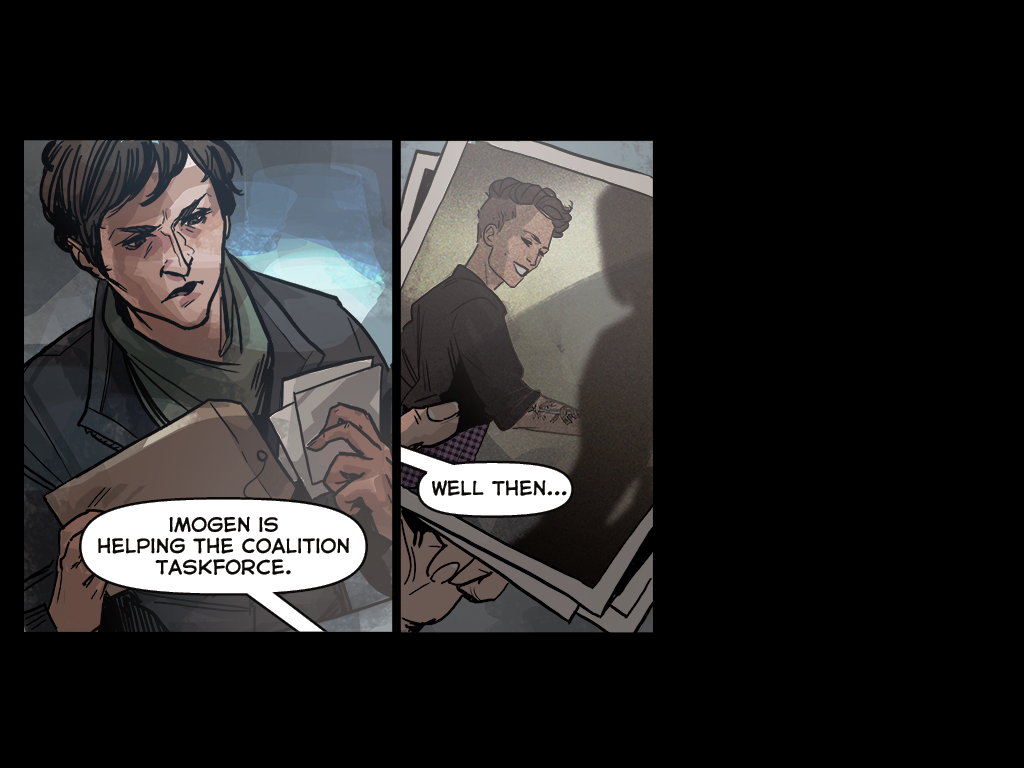 IMOGEN IS
HELPING THE COALITION
TASKFORCE.
WELL THEN...